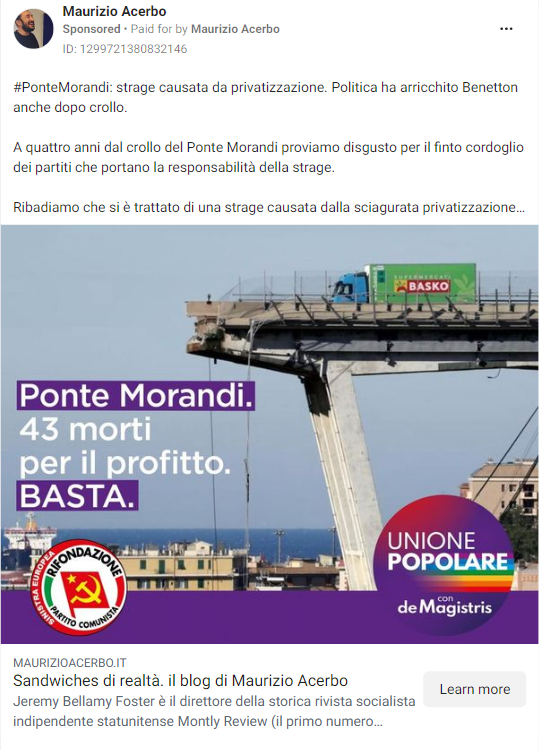 Maurizio Acerbo
Sponsored • Paid for by Maurizio Acerbo
ID: 1299721380832146
#PonteMorandi: strage causata da privatizzazione. Politica ha arricchito Benetton
anche dopo crollo.
A quattro anni dal crollo del Ponte Morandi proviamo disgusto per il finto cordoglio
dei partiti che portano la responsabilità della strage.
Ribadiamo che si è trattato di una strage causata dalla sciagurata privatizzazione...
SUPERMERCATI
BASKO
Ponte Morandi.
43 morti
per il profitto.
BASTA.
SINISTRA EUROPEA
RIFONDAZIONE
PARTITO COMUNISTA
UNIONE
POPOLARE
con
de Magistris
MAURIZIOACERBO.IT
Sandwiches di realtà. il blog di Maurizio Acerbo
Jeremy Bellamy Foster è il direttore della storica rivista socialista
indipendente statunitense Montly Review (il primo numero...
Learn more